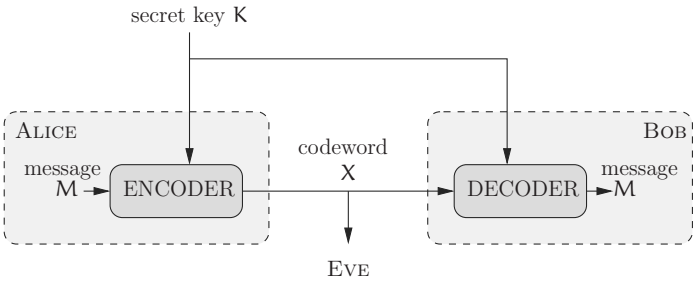 secret key K
ALICE
BOB
codeword
X
message
M
ENCODER
DECODER
message
M
EVE